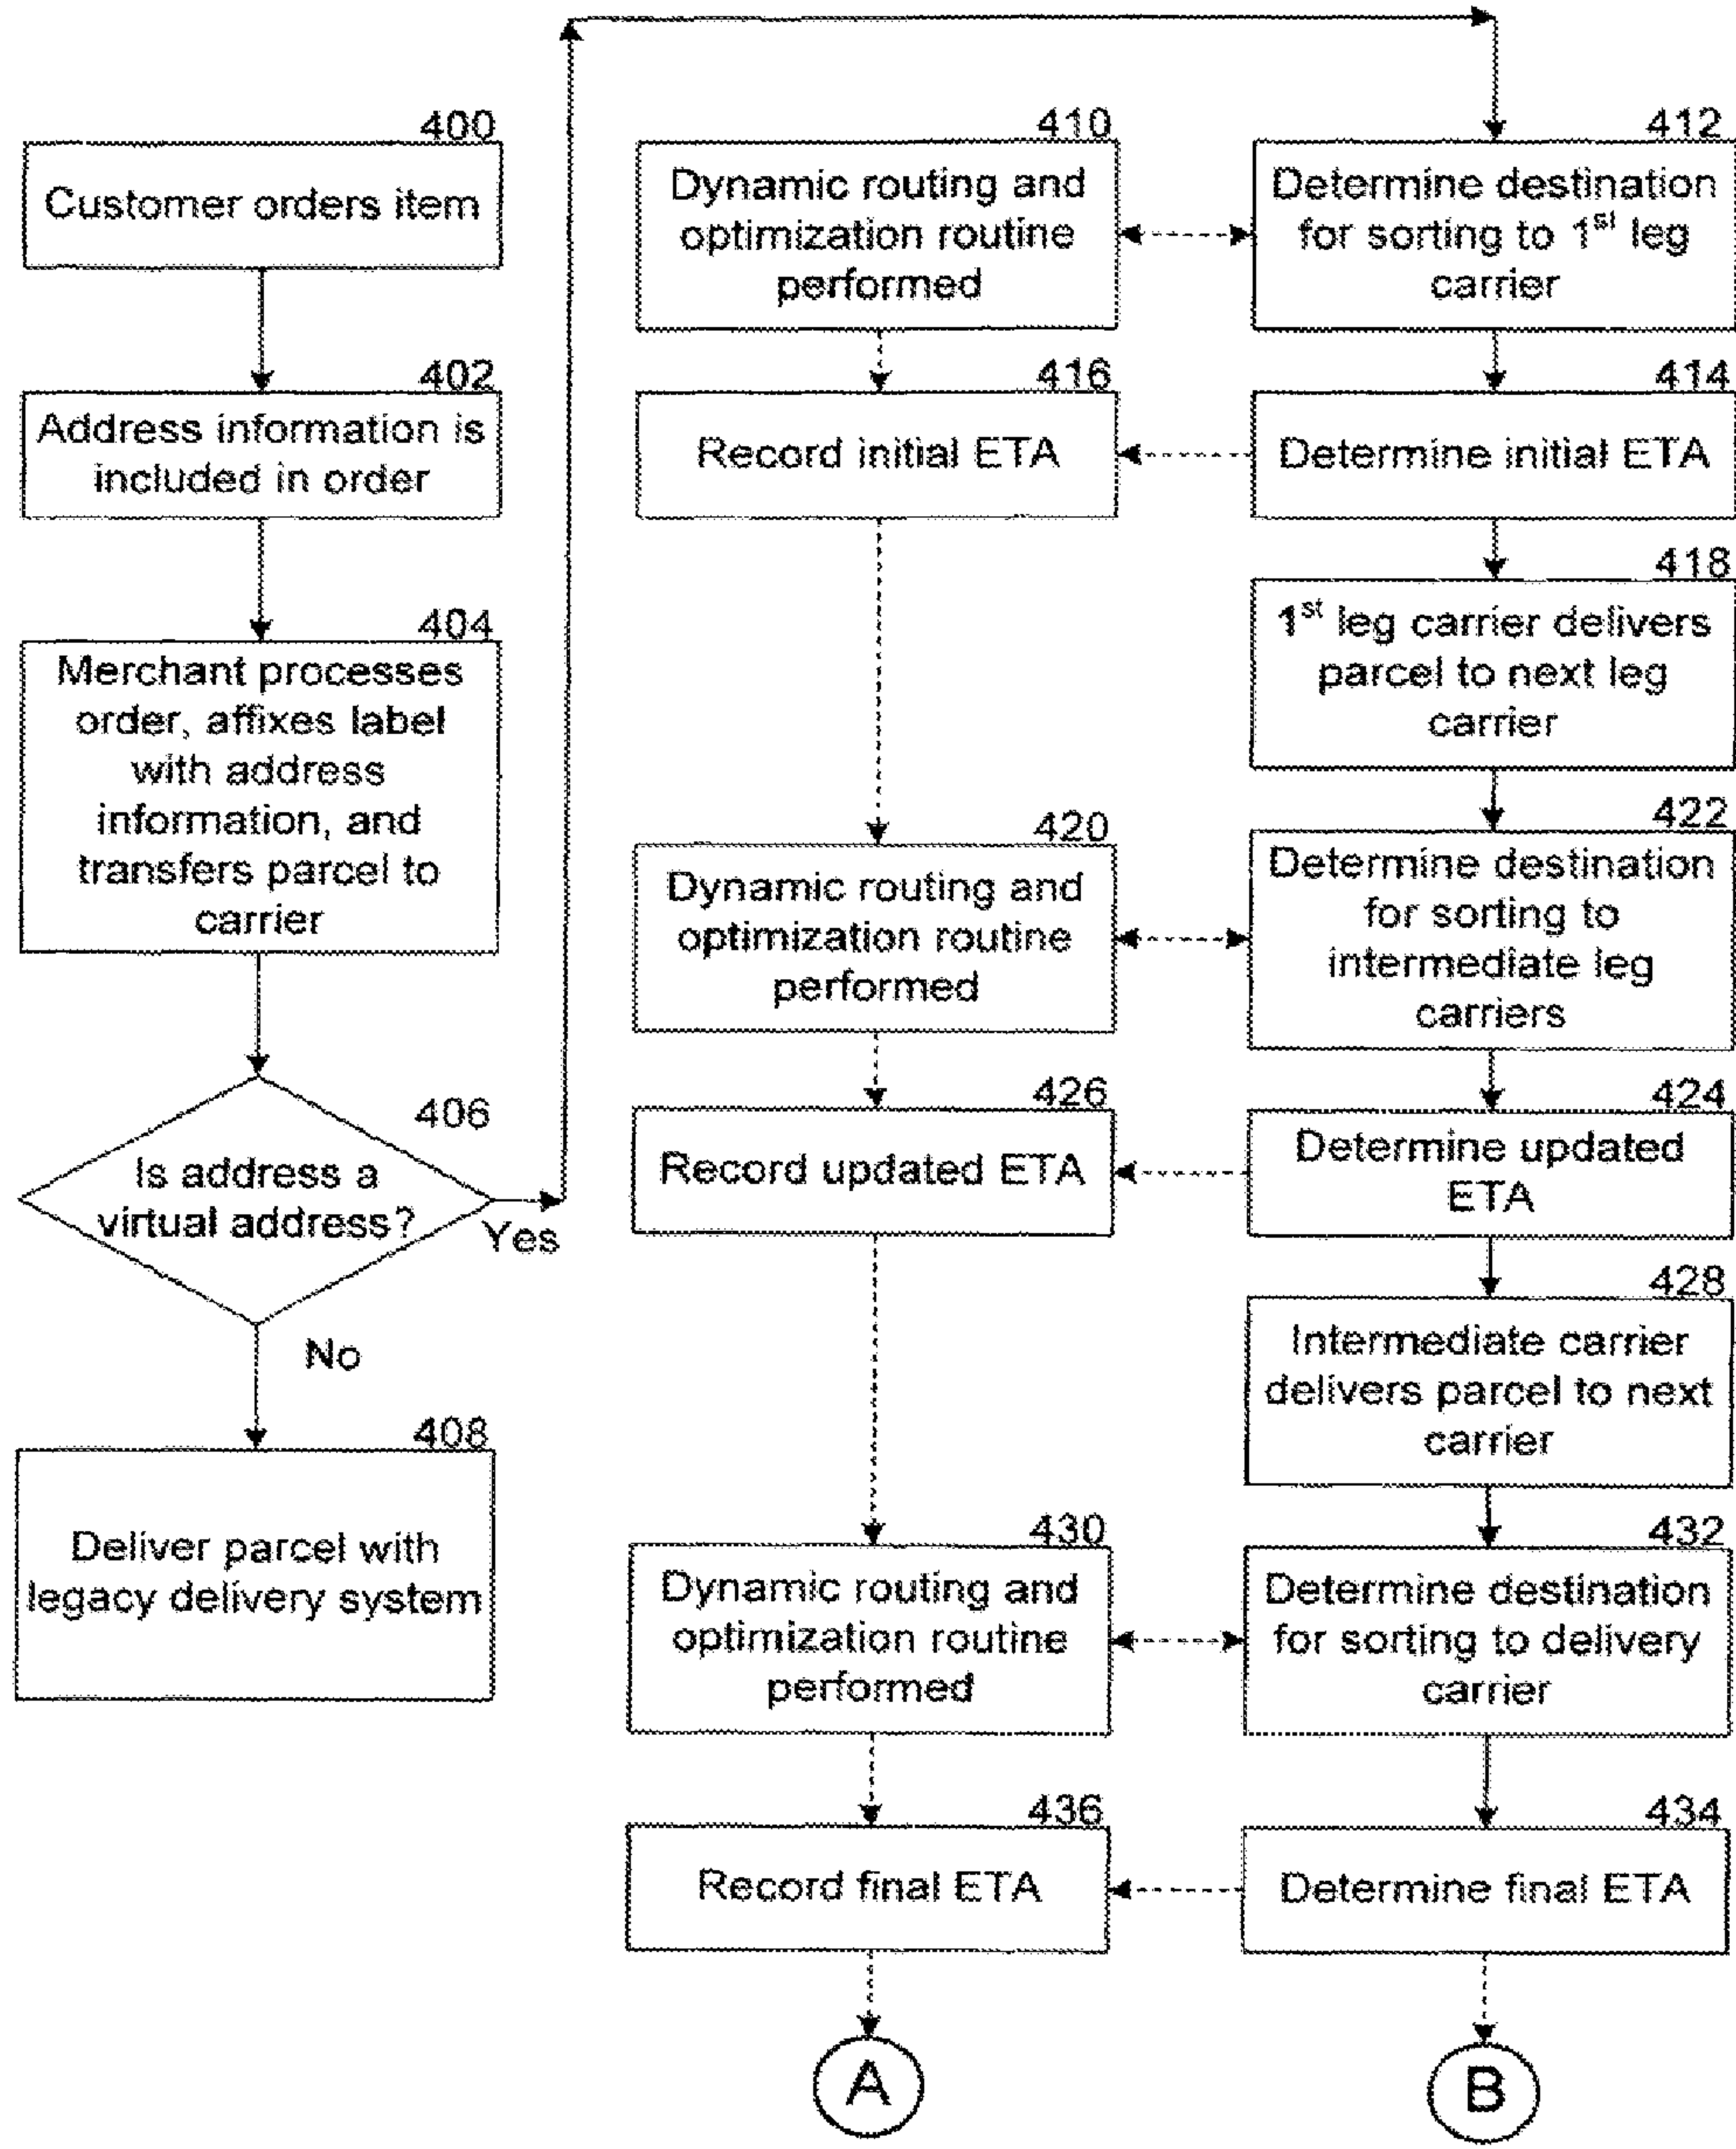 400
Customer orders item
402
Address information is
included in order
404
Merchant processes
order, affixes label
with address
information, and
transfers parcel to
carrier
406
Is address a
virtual address?
Yes
No
408
Deliver parcel with
legacy delivery system
410
Dynamic routing and
optimization routine
performed
412
Determine destination
for sorting to 1st leg
carrier
416
Record initial ETA
414
Determine initial ETA
418
1st leg carrier delivers
parcel to next leg
carrier
420
Dynamic routing and
optimization routine
performed
422
Determine destination
for sorting to
intermediate leg
carriers
426
Record updated ETA
424
Determine updated
ETA
428
Intermediate carrier
delivers parcel to next
carrier
430
Dynamic routing and
optimization routine
performed
432
Determine destination
for sorting to delivery
carrier
436
Record final ETA
434
Determine final ETA
A
B